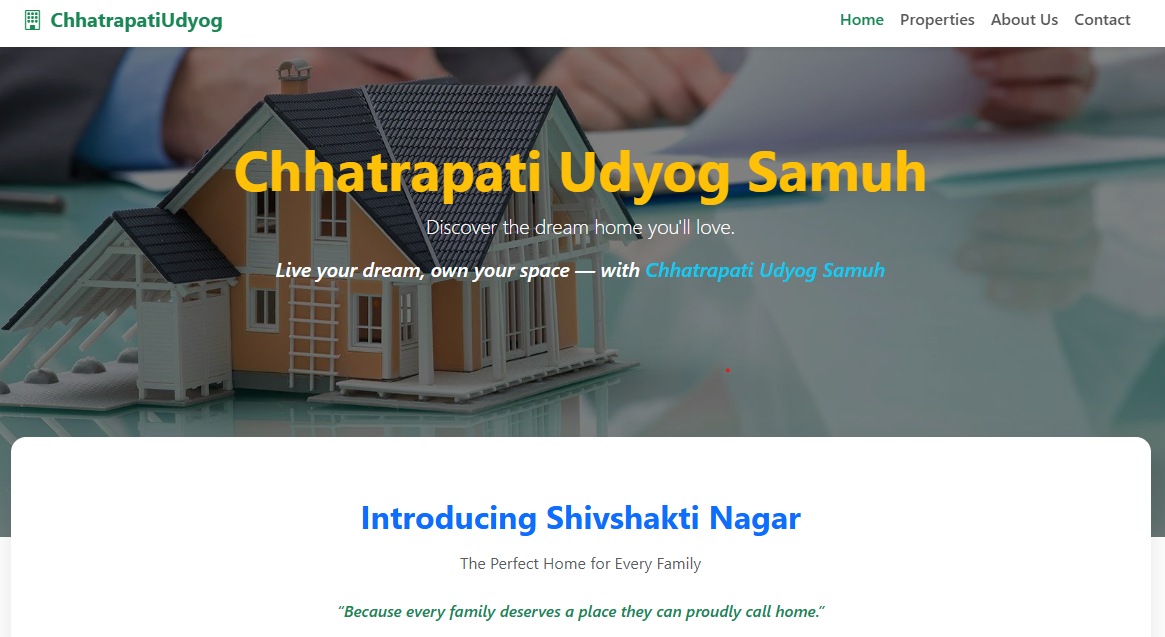 ChhatrapatiUdyog
Home Properties About Us Contact
Chhatrapati Udyog Samuh
Discover the dream home you'll love.
Live your dream, own your space — with Chhatrapati Udyog Samuh
Introducing Shivshakti Nagar
The Perfect Home for Every Family
“Because every family deserves a place they can proudly call home.”